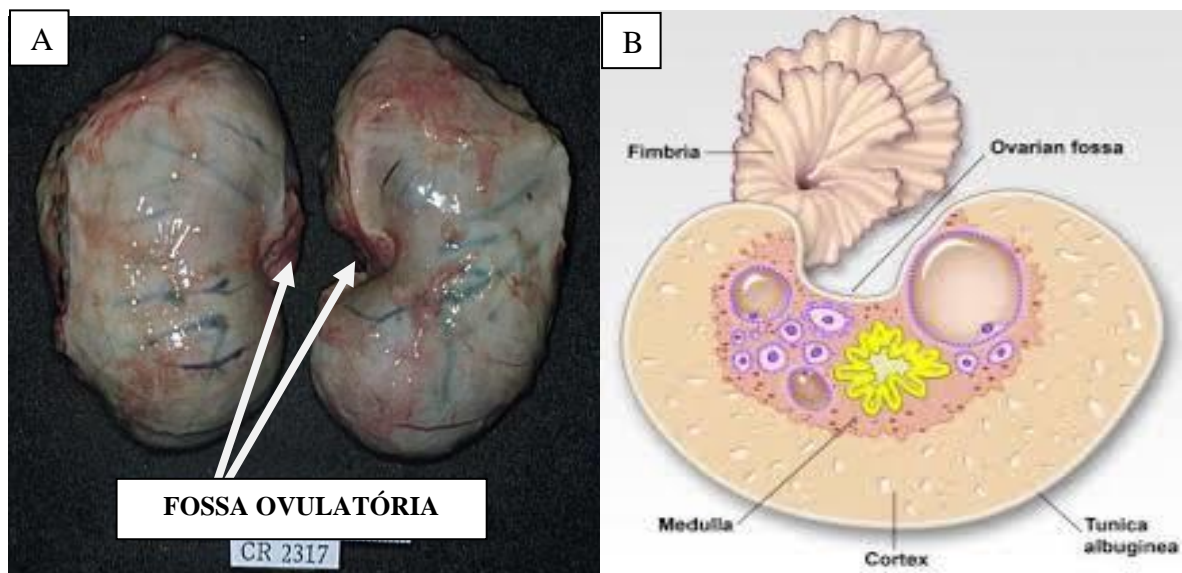 A
FOSSA OVULATÓRIA
CR 2317
B
Fimbria
Ovarian fossa
Medulla
Cortex
Tunica
albuginea